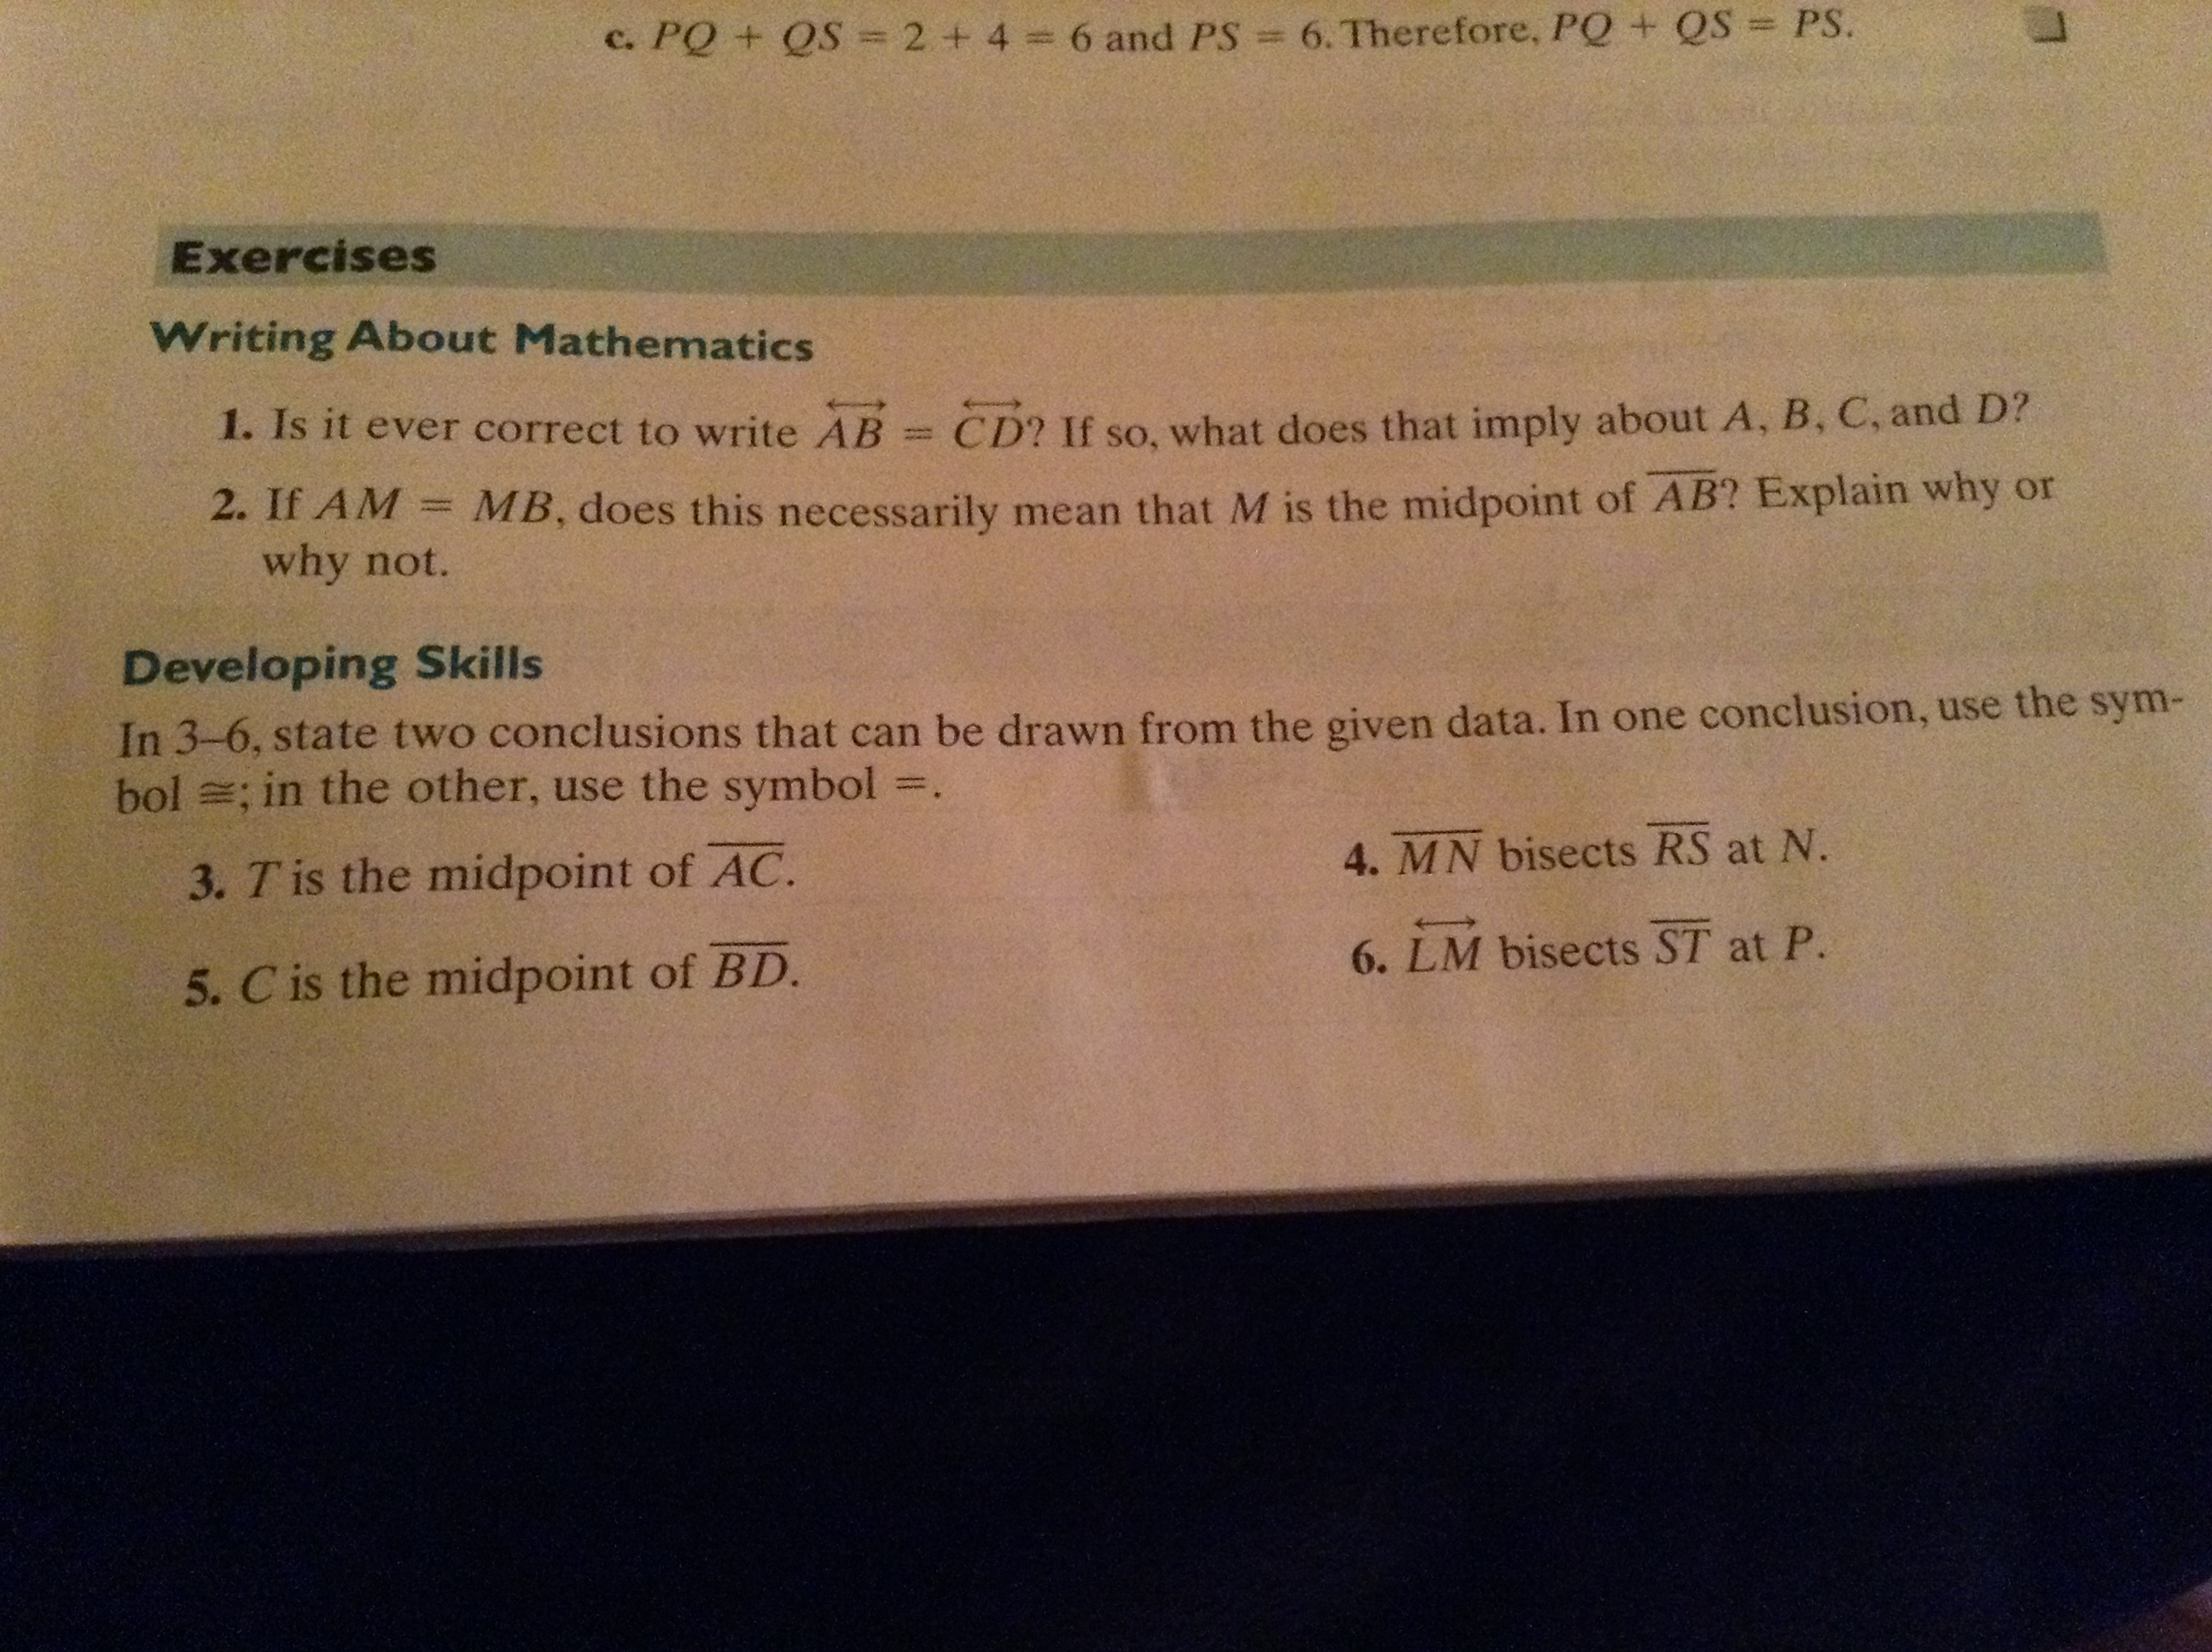 c. PQ + QS = 2 + 4 = 6 and PS = 6. Therefore, PQ + QS = PS.
Exercises
Writing About Mathematics
1. Is it ever correct to write \overleftrightarrow{AB} = \overleftrightarrow{CD}? If so, what does that imply about A, B, C, and D?
2. If AM = MB, does this necessarily mean that M is the midpoint of \overline{AB}? Explain why or
why not.
Developing Skills
In 3–6, state two conclusions that can be drawn from the given data. In one conclusion, use the sym-
bol ≅; in the other, use the symbol =.
3. T is the midpoint of \overline{AC}.
4. \overline{MN} bisects \overline{RS} at N.
5. C is the midpoint of \overline{BD}.
6. \overleftrightarrow{LM} bisects \overline{ST} at P.